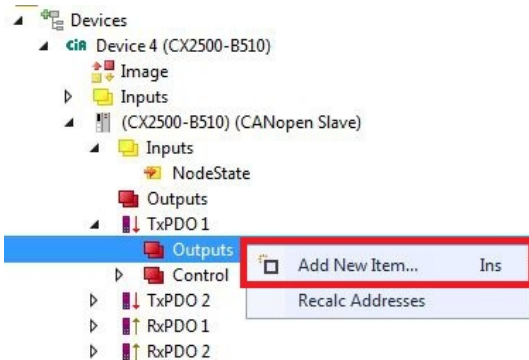 Devices
CiA Device 4 (CX2500-B510)
Image
Inputs
(CX2500-B510) (CANopen Slave)
Inputs
NodeState
Outputs
TxPDO 1
Outputs
Add New Item... Ins
Control
Recalc Addresses
TxPDO 2
RxPDO 1
RxPDO 2